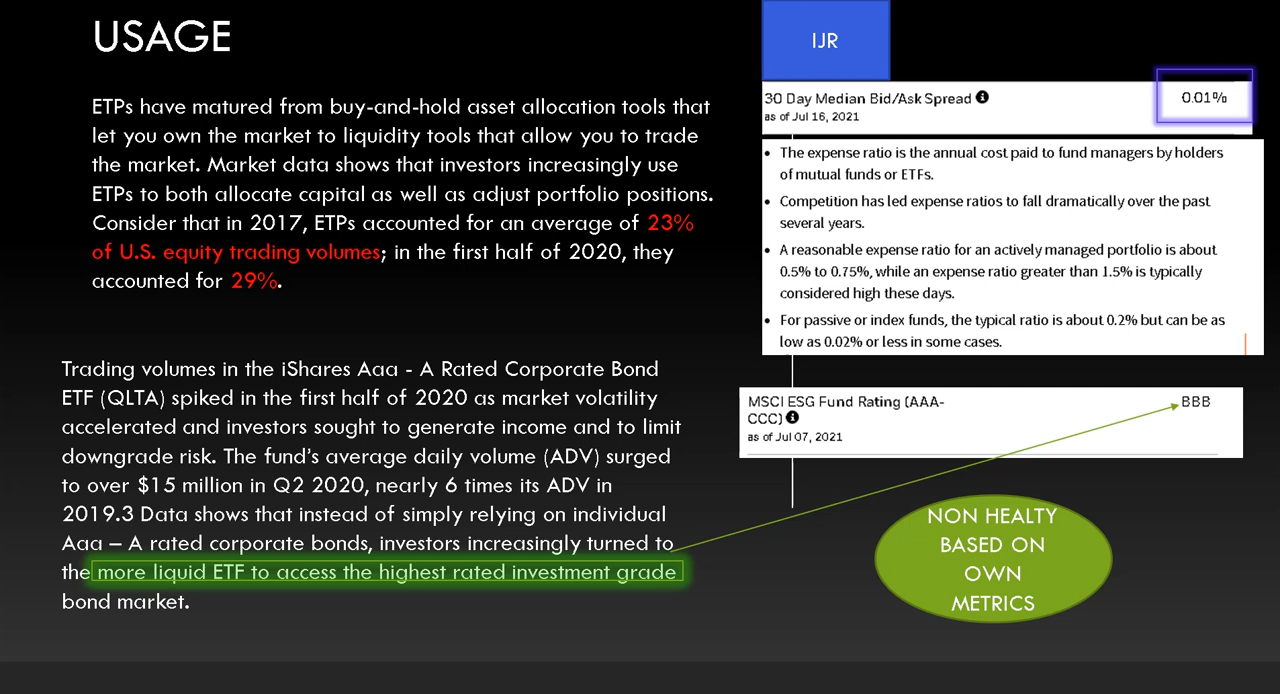 USAGE
ETPs have matured from buy-and-hold asset allocation tools that
let you own the market to liquidity tools that allow you to trade
the market. Market data shows that investors increasingly use
ETPs to both allocate capital as well as adjust portfolio positions.
Consider that in 2017, ETPs accounted for an average of 23%
of U.S. equity trading volumes; in the first half of 2020, they
accounted for 29%.
Trading volumes in the iShares Aaa - A Rated Corporate Bond
ETF (QLTA) spiked in the first half of 2020 as market volatility
accelerated and investors sought to generate income and to limit
downgrade risk. The fund's average daily volume (ADV) surged
to over $15 million in Q2 2020, nearly 6 times its ADV in
2019.3 Data shows that instead of simply relying on individual
Aaa – A rated corporate bonds, investors increasingly turned to
the more liquid ETF to access the highest rated investment grade
bond market.
IJR
30 Day Median Bid/Ask Spread 0.01%
as of Jul 16, 2021
• The expense ratio is the annual cost paid to fund managers by holders
of mutual funds or ETFs.
• Competition has led expense ratios to fall dramatically over the past
several years.
• A reasonable expense ratio for an actively managed portfolio is about
0.5% to 0.75%, while an expense ratio greater than 1.5% is typically
considered high these days.
• For passive or index funds, the typical ratio is about 0.2% but can be as
low as 0.02% or less in some cases.
MSCI ESG Fund Rating (AAA- BBB
CCC)
as of Jul 07, 2021
NON HEALTY
BASED ON
OWN
METRICS